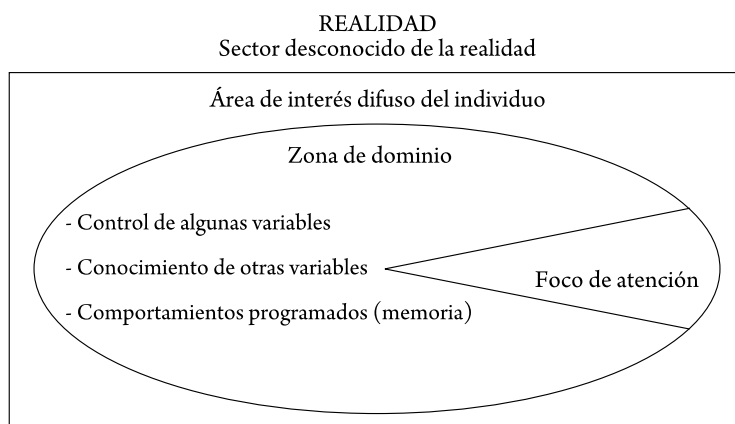 REALIDAD
Sector desconocido de la realidad
Área de interés difuso del individuo
Zona de dominio
- Control de algunas variables
- Conocimiento de otras variables
Foco de atención
- Comportamientos programados (memoria)